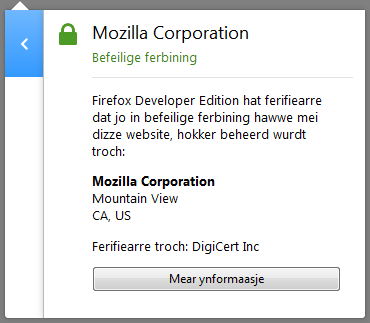 Mozilla Corporation
Befeilige ferbining
Firefox Developer Edition hat ferifiearre
dat jo in befeilige ferbining hawwe mei
dizze website, hokker beheerd wurdt
troch:
Mozilla Corporation
Mountain View
CA, US
Ferifiearre troch: DigiCert Inc
Mear ynformaasje